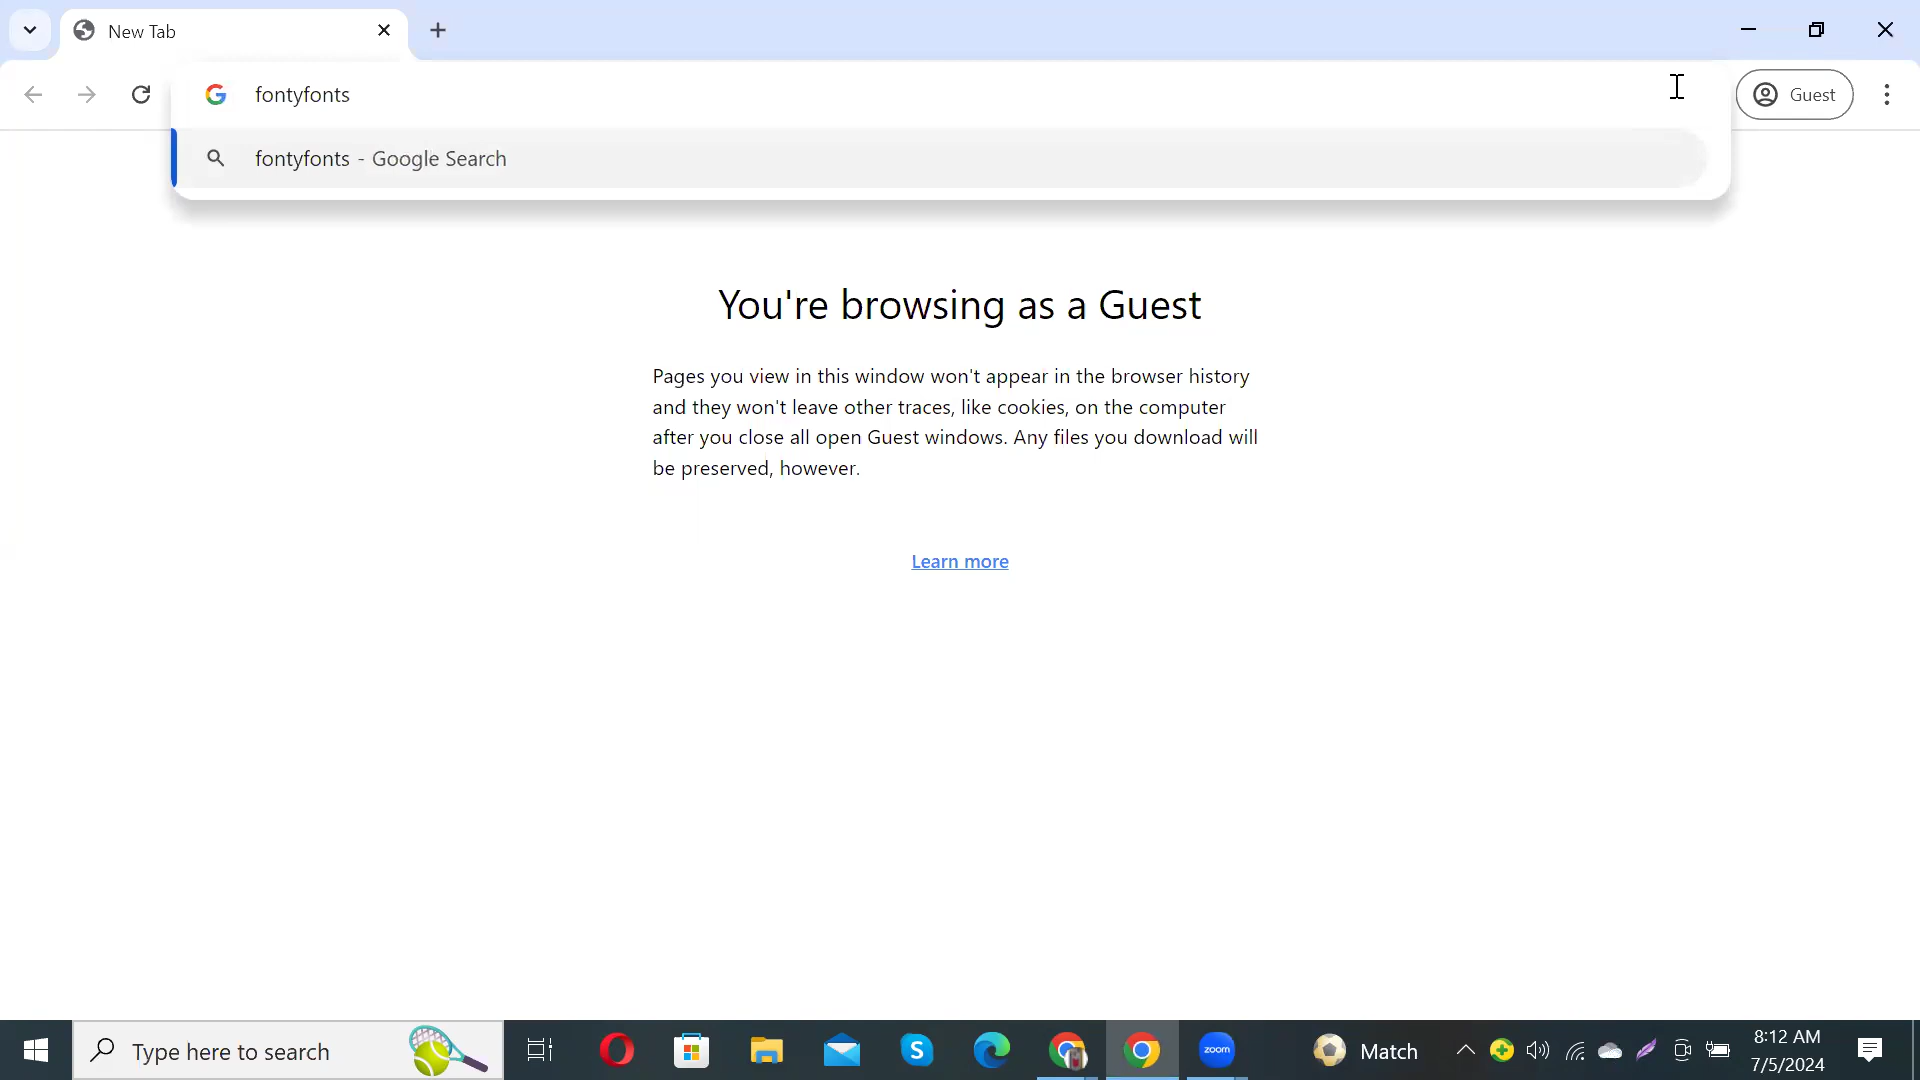 New Tab
fontyfonts
Guest
fontyfonts - Google Search
You're browsing as a Guest
Pages you view in this window won't appear in the browser history
and they won't leave other traces, like cookies, on the computer
after you close all open Guest windows. Any files you download will
be preserved, however.
Learn more
Type here to search
zoom
Match
8:12 AM
7/5/2024